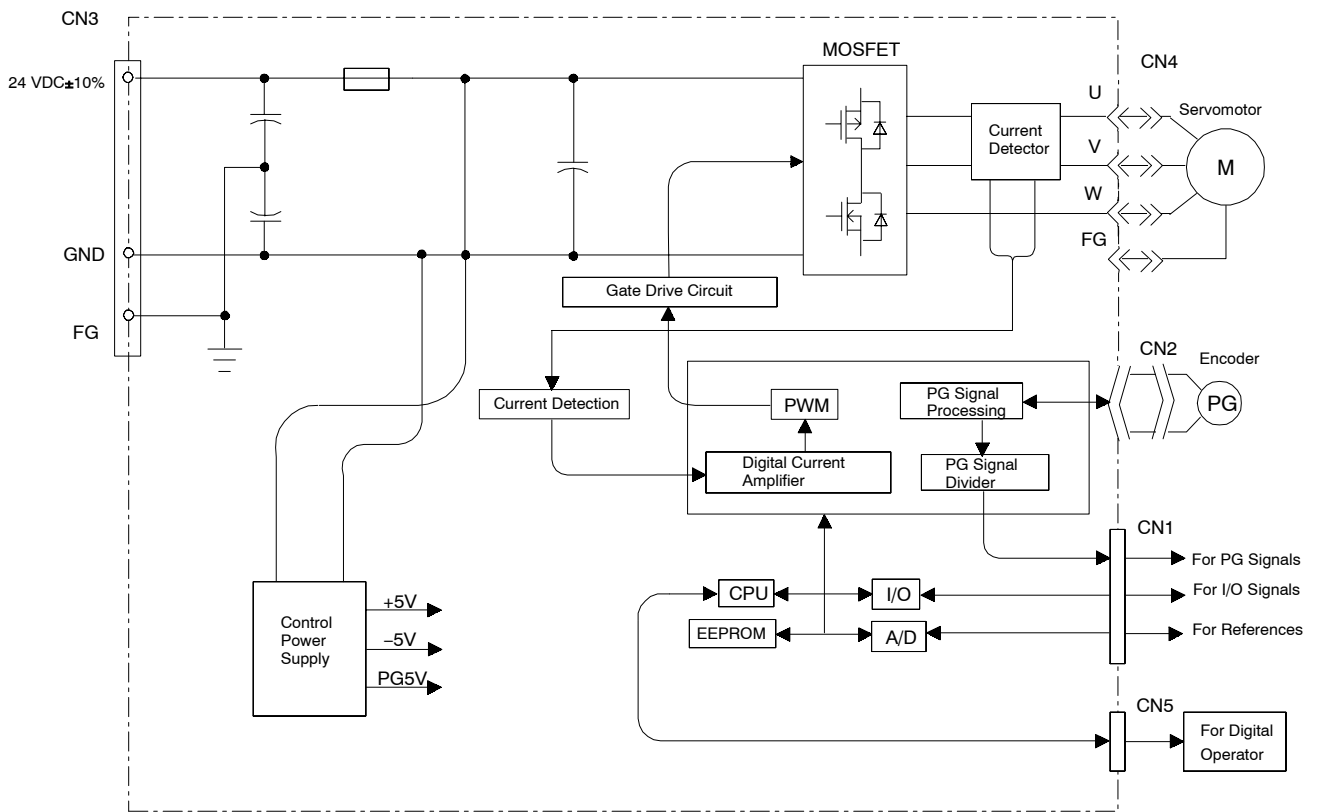 CN3
24 VDC±10%
GND
FG
MOSFET
CN4
U
V
W
FG
Servomotor
M
Current
Detector
Gate Drive Circuit
Current Detection
PWM
Digital Current
Amplifier
PG Signal
Processing
PG Signal
Divider
CN2
Encoder
PG
CN1
For PG Signals
For I/O Signals
For References
CPU
I/O
EEPROM
A/D
Control
Power
Supply
+5V
–5V
PG5V
CN5
For Digital
Operator